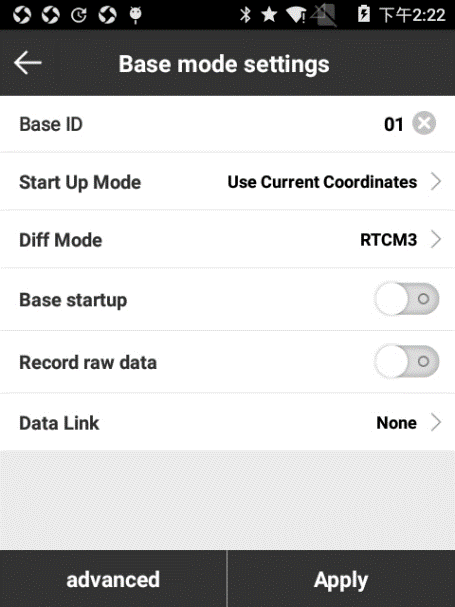 下午2:22
Base mode settings
Base ID 01
Start Up Mode Use Current Coordinates
Diff Mode RTCM3
Base startup
Record raw data
Data Link None
advanced Apply